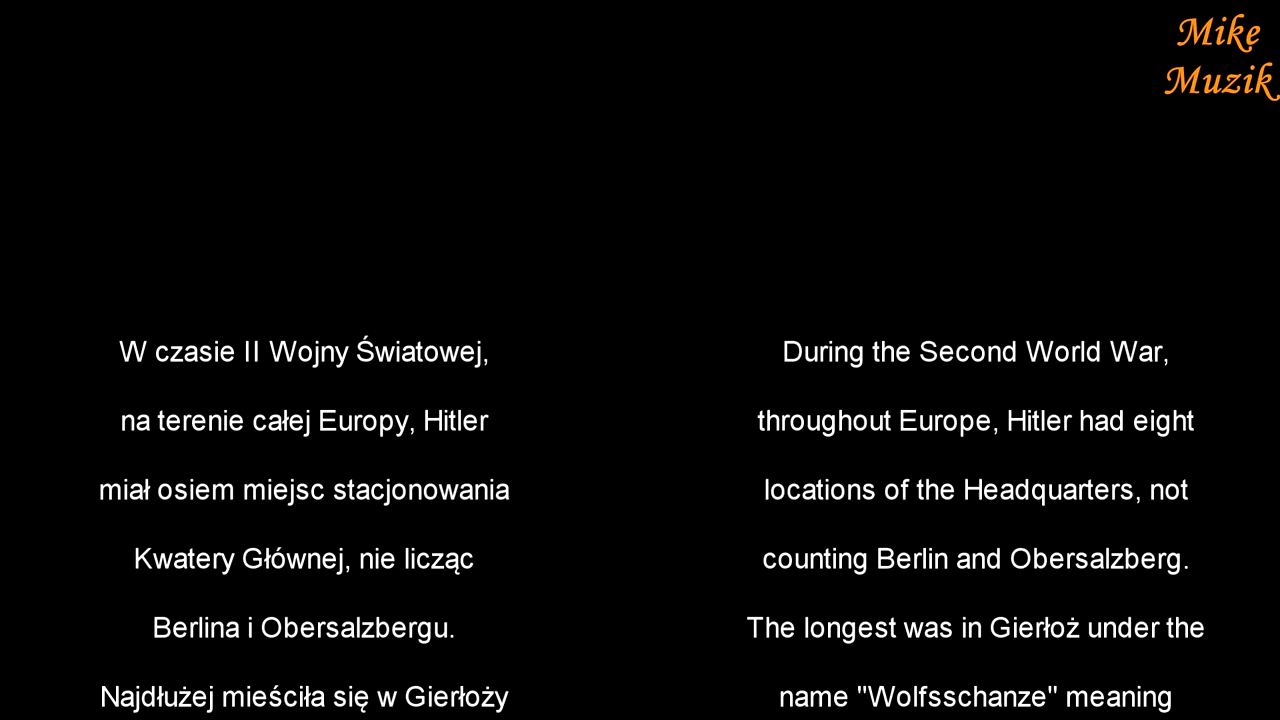 Mike
Muzik
W czasie II Wojny Światowej,
na terenie całej Europy, Hitler
miał osiem miejsc stacjonowania
Kwatery Głównej, nie licząc
Berlina i Obersalzbergu.
Najdłużej mieściła się w Gierłoży
During the Second World War,
throughout Europe, Hitler had eight
locations of the Headquarters, not
counting Berlin and Obersalzberg.
The longest was in Gierłoż under the
name "Wolfsschanze" meaning